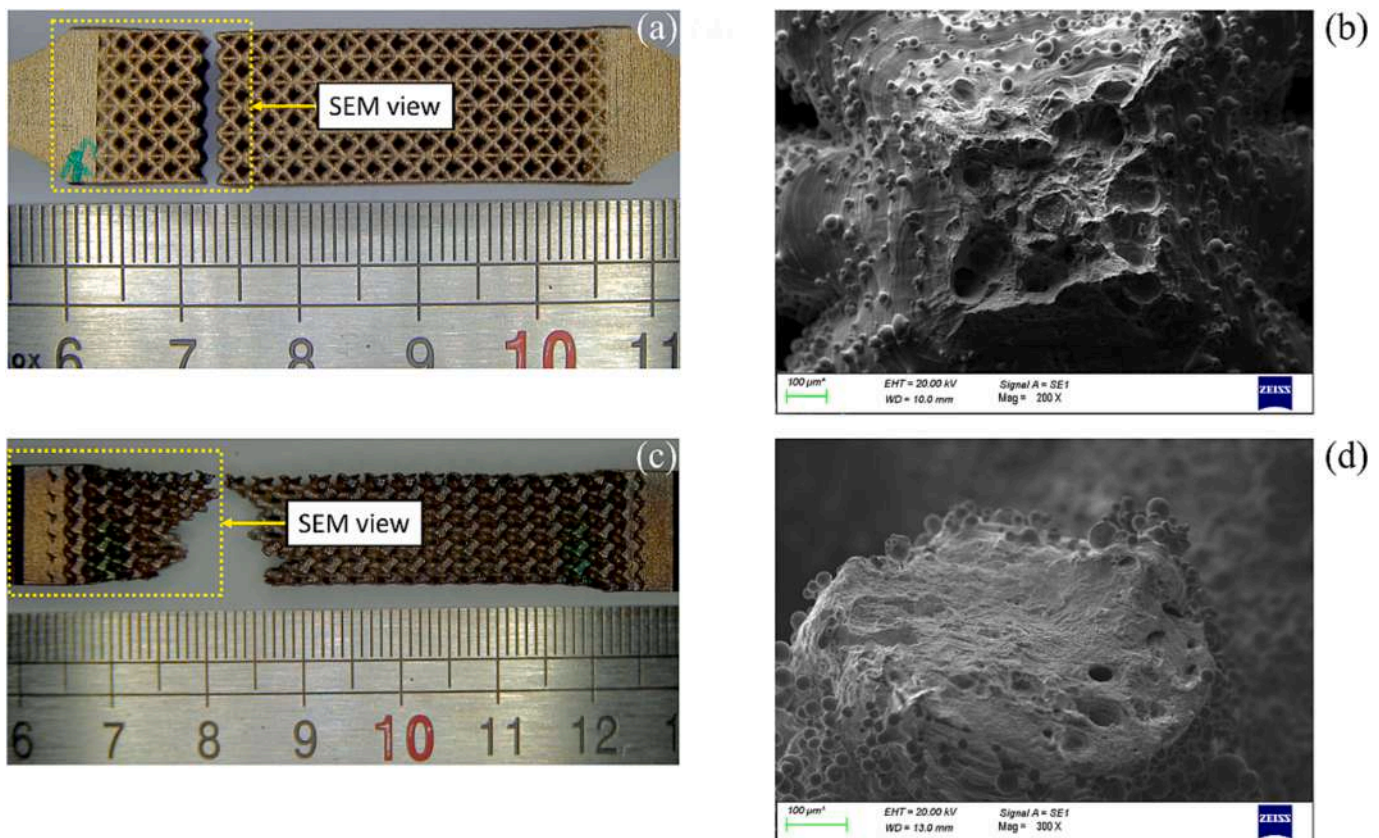 (a)
SEM view
6 7 8 9 10 11
(b)
100 µm*
EHT = 20.00 kV
Signal A = SE1
WD = 10.0 mm
Mag = 200 X
ZEISS
(c)
SEM view
6 7 8 9 10 11 12
(d)
100 µm*
EHT = 20.00 kV
Signal A = SE1
WD = 13.0 mm
Mag = 300 X
ZEISS